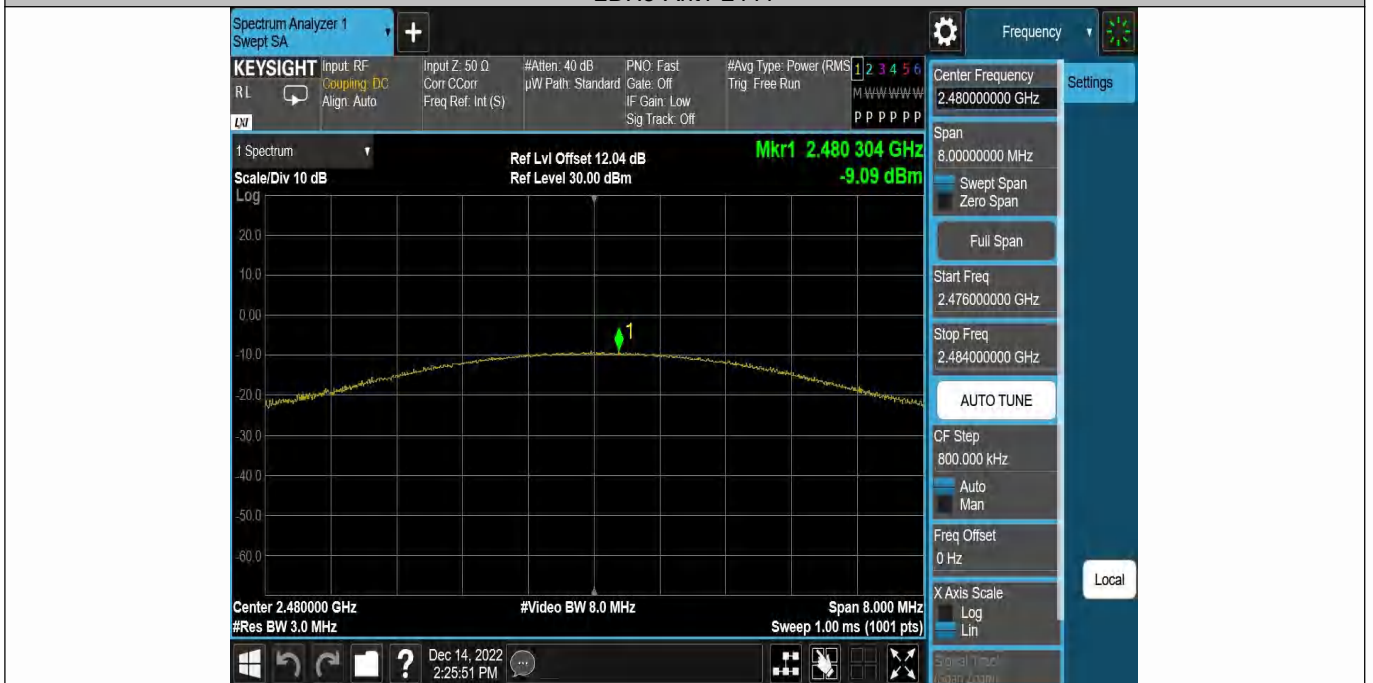 Spectrum Analyzer 1
Swept SA
+
Frequency
KEYSIGHT
RL
LXI
Input: RF
Coupling: DC
Align: Auto
Input Z: 50 Ω
Corr CCorr
Freq Ref: Int (S)
#Atten: 40 dB
µW Path: Standard
PNO: Fast
Gate: Off
IF Gain: Low
Sig Track: Off
#Avg Type: Power (RMS
Trig: Free Run
1 2 3 4 5 6
M W W W W W
P P P P P P
Center Frequency
2.480000000 GHz
Settings
Span
8.00000000 MHz
Swept Span
Zero Span
Full Span
Start Freq
2.476000000 GHz
Stop Freq
2.484000000 GHz
AUTO TUNE
CF Step
800.000 kHz
Auto
Man
Freq Offset
0 Hz
X Axis Scale
Log
Lin
Signal Track
(Span Zoom)
Local
1 Spectrum
Scale/Div 10 dB
Log
Ref Lvl Offset 12.04 dB
Ref Level 30.00 dBm
Mkr1 2.480 304 GHz
-9.09 dBm
20.0
10.0
0.00
1
-10.0
-20.0
-30.0
-40.0
-50.0
-60.0
Center 2.480000 GHz
#Video BW 8.0 MHz
Span 8.000 MHz
#Res BW 3.0 MHz
Sweep 1.00 ms (1001 pts)
?
Dec 14, 2022
2:25:51 PM